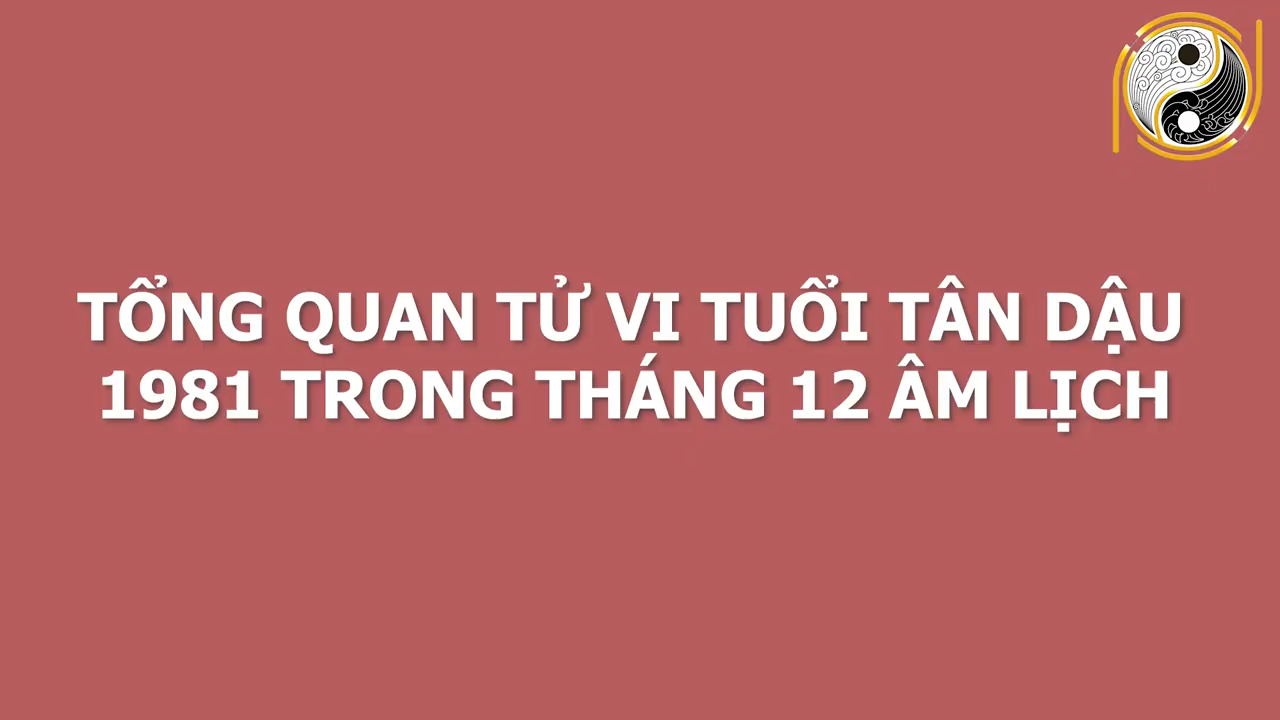 TỔNG QUAN TỬ VI TUỔI TÂN DẬU
1981 TRONG THÁNG 12 ÂM LỊCH